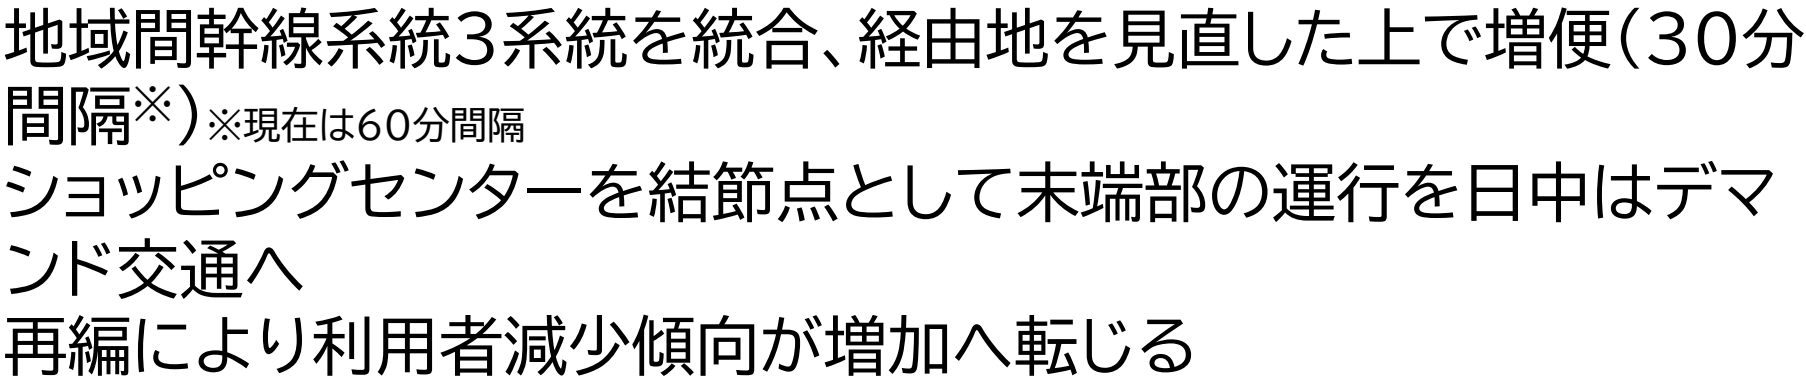 地域間幹線系統3系統を統合、経由地を見直した上で増便(30分
間隔※)※現在は60分間隔
ショッピングセンターを結節点として末端部の運行を日中はデマ
ンド交通へ
再編により利用者減少傾向が増加へ転じる